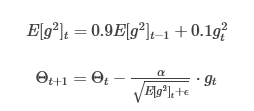 E[g²]ₜ = 0.9E[g²]ₜ₋₁ + 0.1gₜ²
Θₜ₊₁ = Θₜ − α/√(E[g²]ₜ+ϵ) · gₜ